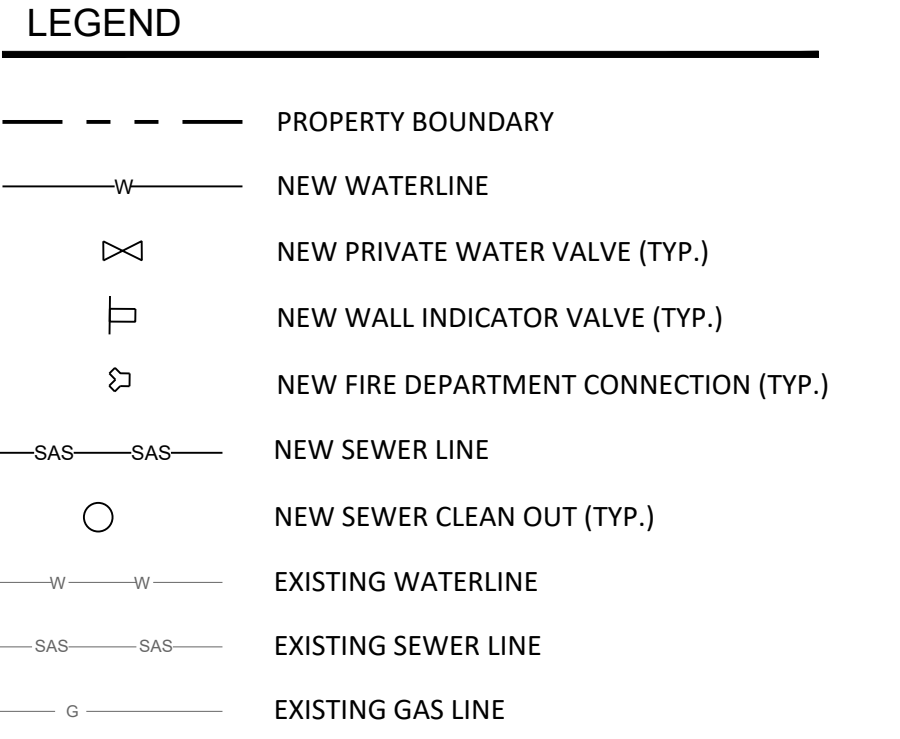 LEGEND
PROPERTY BOUNDARY
W NEW WATERLINE
NEW PRIVATE WATER VALVE (TYP.)
NEW WALL INDICATOR VALVE (TYP.)
NEW FIRE DEPARTMENT CONNECTION (TYP.)
SAS SAS NEW SEWER LINE
NEW SEWER CLEAN OUT (TYP.)
W W EXISTING WATERLINE
SAS SAS EXISTING SEWER LINE
G EXISTING GAS LINE